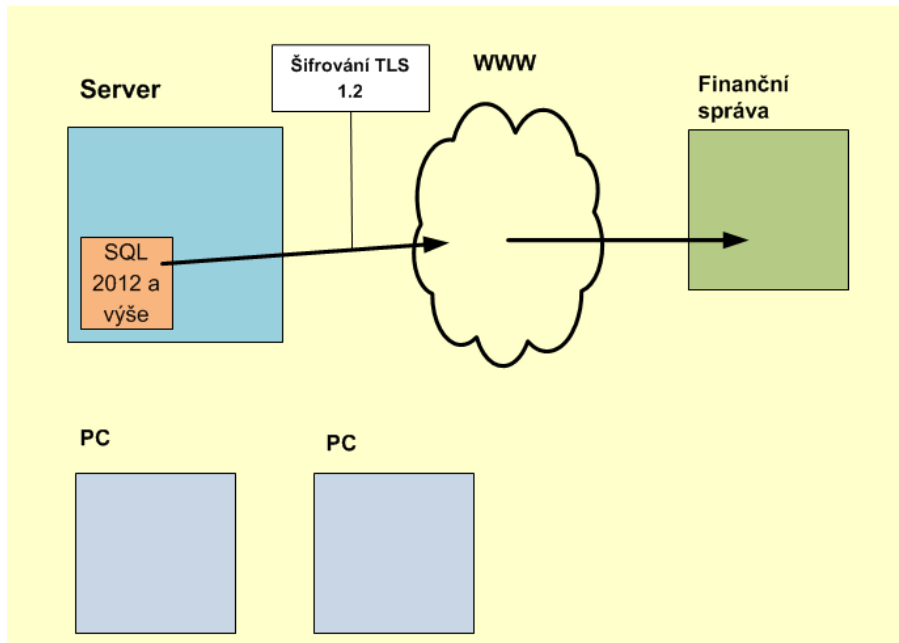 Server
Šifrování TLS
1.2
WWW
Finanční
správa
SQL
2012 a
výše
PC
PC